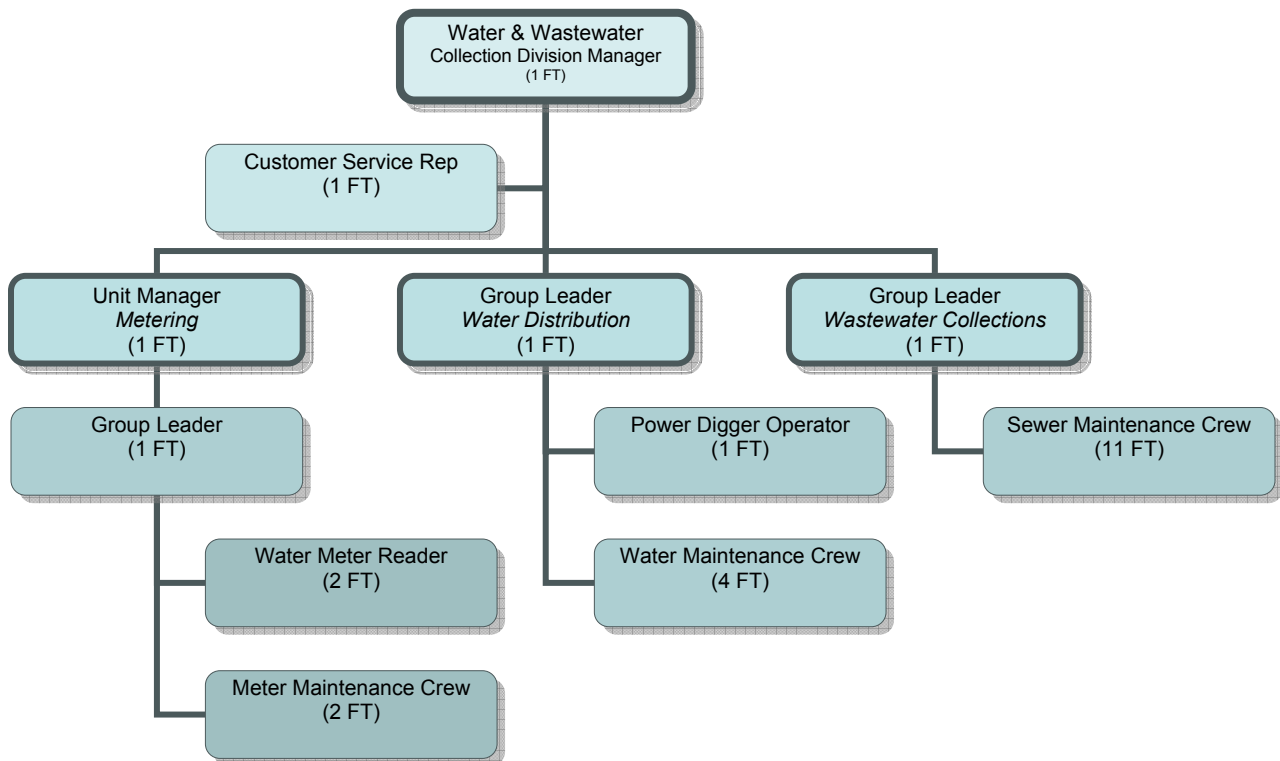 Water & Wastewater
Collection Division Manager
(1 FT)
Customer Service Rep
(1 FT)
Unit Manager
Metering
(1 FT)
Group Leader
Water Distribution
(1 FT)
Group Leader
Wastewater Collections
(1 FT)
Group Leader
(1 FT)
Power Digger Operator
(1 FT)
Sewer Maintenance Crew
(11 FT)
Water Meter Reader
(2 FT)
Water Maintenance Crew
(4 FT)
Meter Maintenance Crew
(2 FT)